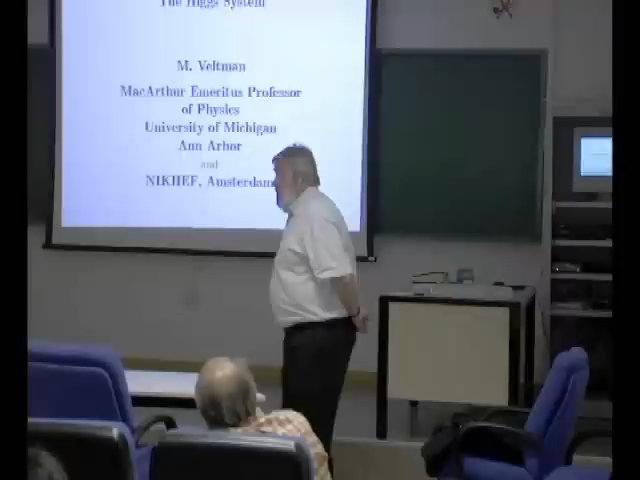 The Higgs System
M. Veltman
MacArthur Emeritus Professor
of Physics
University of Michigan
Ann Arbor
and
NIKHEF, Amsterdam